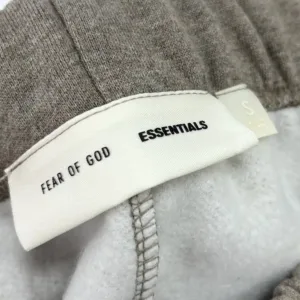 FEAR OF GOD
ESSENTIALS
S